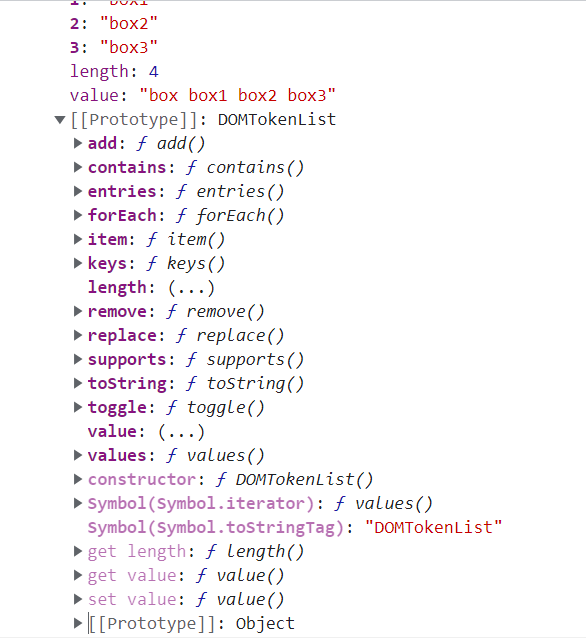 1: "box1"
2: "box2"
3: "box3"
length: 4
value: "box box1 box2 box3"
▼[[Prototype]]: DOMTokenList
▶add: ƒ add()
▶contains: ƒ contains()
▶entries: ƒ entries()
▶forEach: ƒ forEach()
▶item: ƒ item()
▶keys: ƒ keys()
length: (...)
▶remove: ƒ remove()
▶replace: ƒ replace()
▶supports: ƒ supports()
▶toString: ƒ toString()
▶toggle: ƒ toggle()
value: (...)
▶values: ƒ values()
▶constructor: ƒ DOMTokenList()
▶Symbol(Symbol.iterator): ƒ values()
Symbol(Symbol.toStringTag): "DOMTokenList"
▶get length: ƒ length()
▶get value: ƒ value()
▶set value: ƒ value()
▶[[Prototype]]: Object